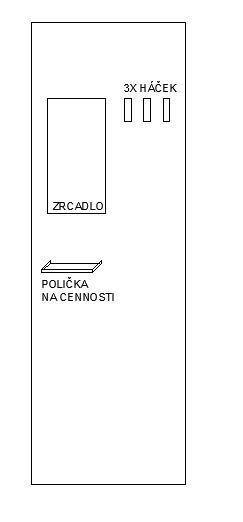 3X HÁČEK
ZRCADLO
POLIČKA
NA CENNOSTI